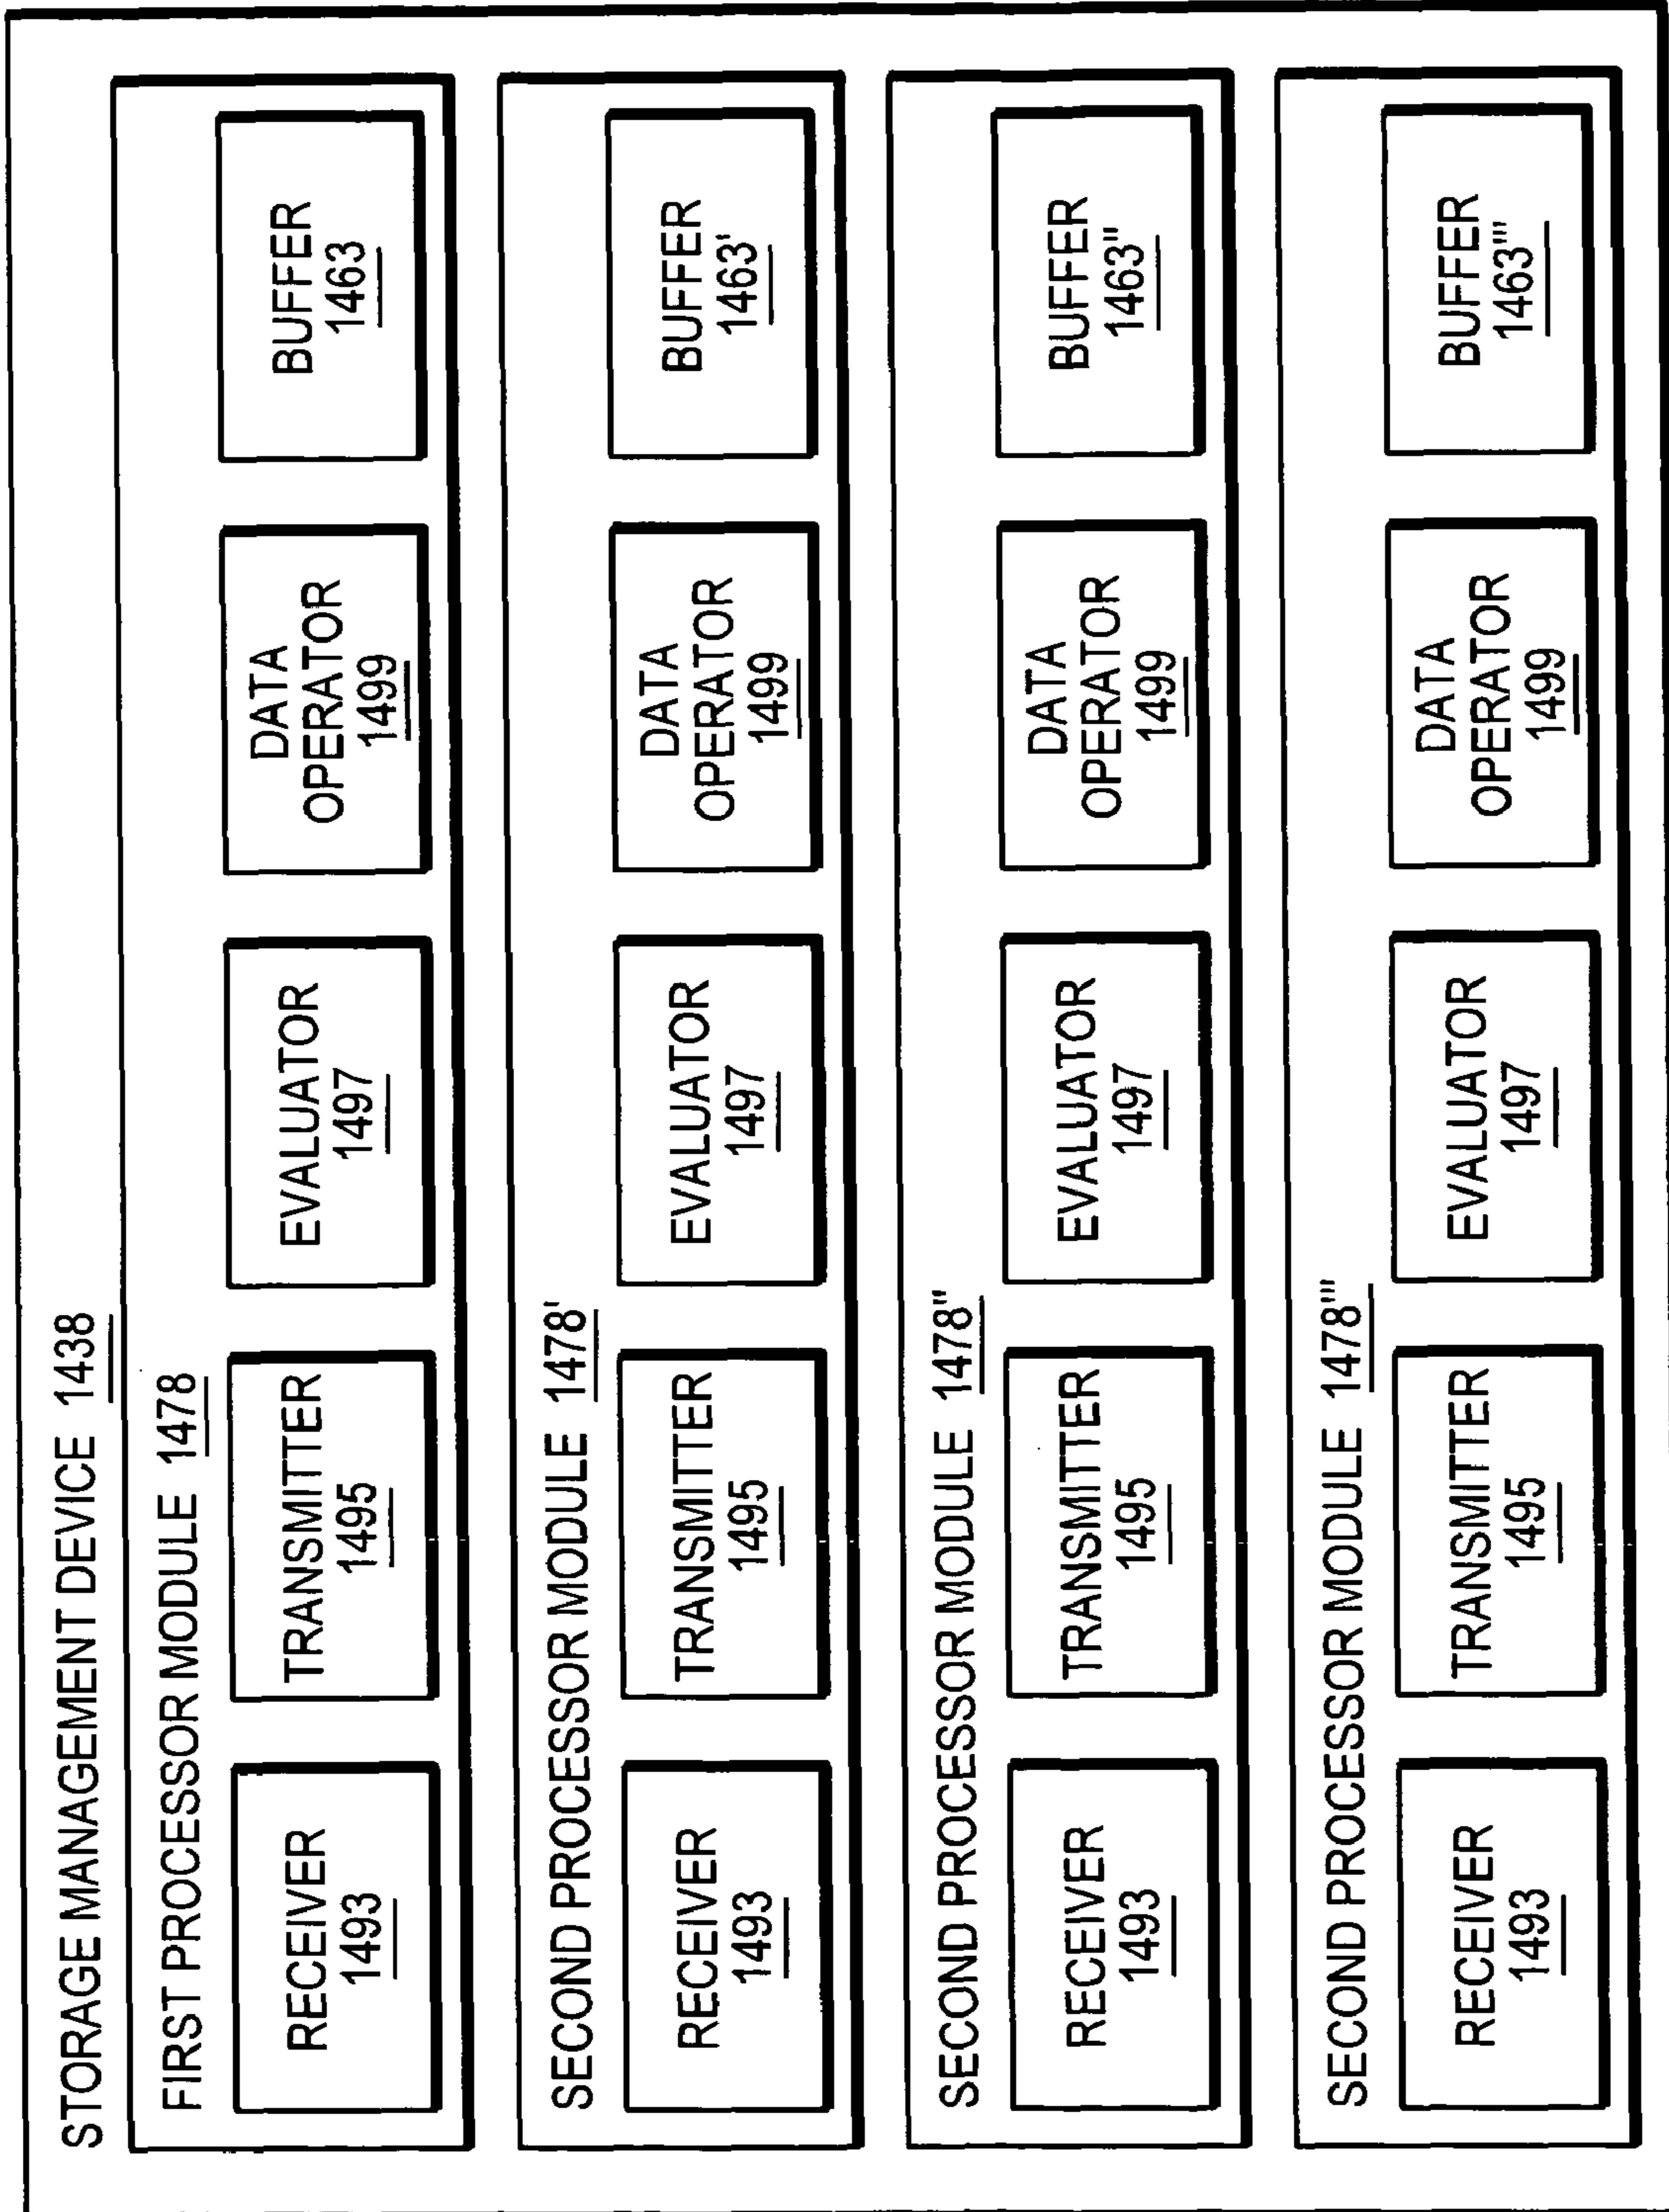 STORAGE MANAGEMENT DEVICE 1438
FIRST PROCESSOR MODULE 1478
RECEIVER
1493
TRANSMITTER
1495
EVALUATOR
1497
DATA
OPERATOR
1499
BUFFER
1463
SECOND PROCESSOR MODULE 1478'
RECEIVER
1493
TRANSMITTER
1495
EVALUATOR
1497
DATA
OPERATOR
1499
BUFFER
1463'
SECOND PROCESSOR MODULE 1478"
RECEIVER
1493
TRANSMITTER
1495
EVALUATOR
1497
DATA
OPERATOR
1499
BUFFER
1463"
SECOND PROCESSOR MODULE 1478'"
RECEIVER
1493
TRANSMITTER
1495
EVALUATOR
1497
DATA
OPERATOR
1499
BUFFER
1463'"